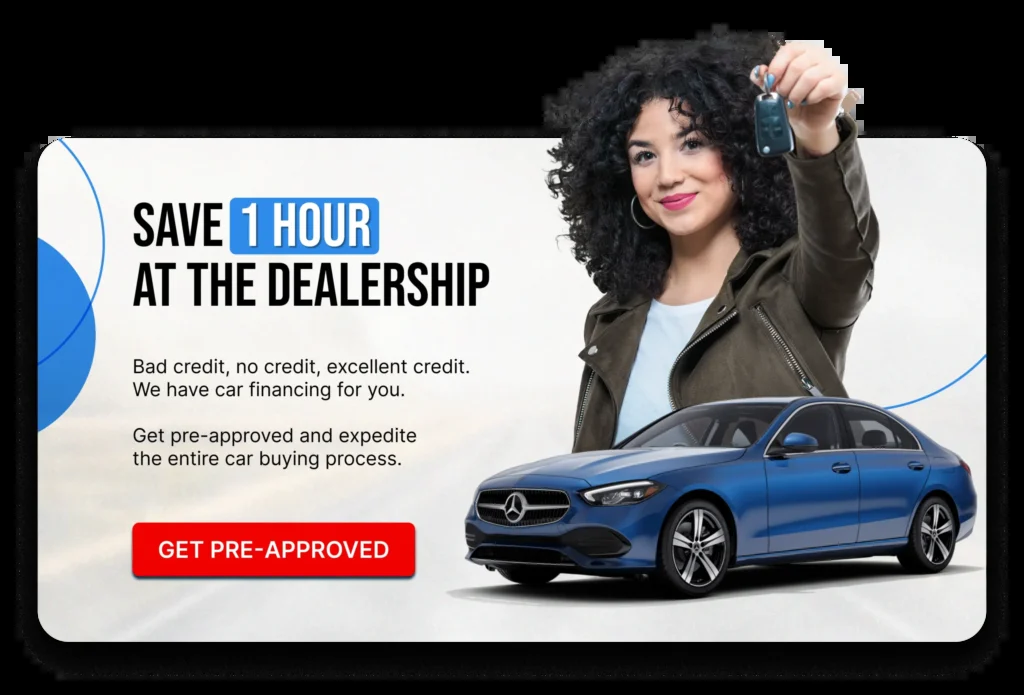 SAVE 1 HOUR
AT THE DEALERSHIP
Bad credit, no credit, excellent credit.
We have car financing for you.
Get pre-approved and expedite
the entire car buying process.
GET PRE-APPROVED